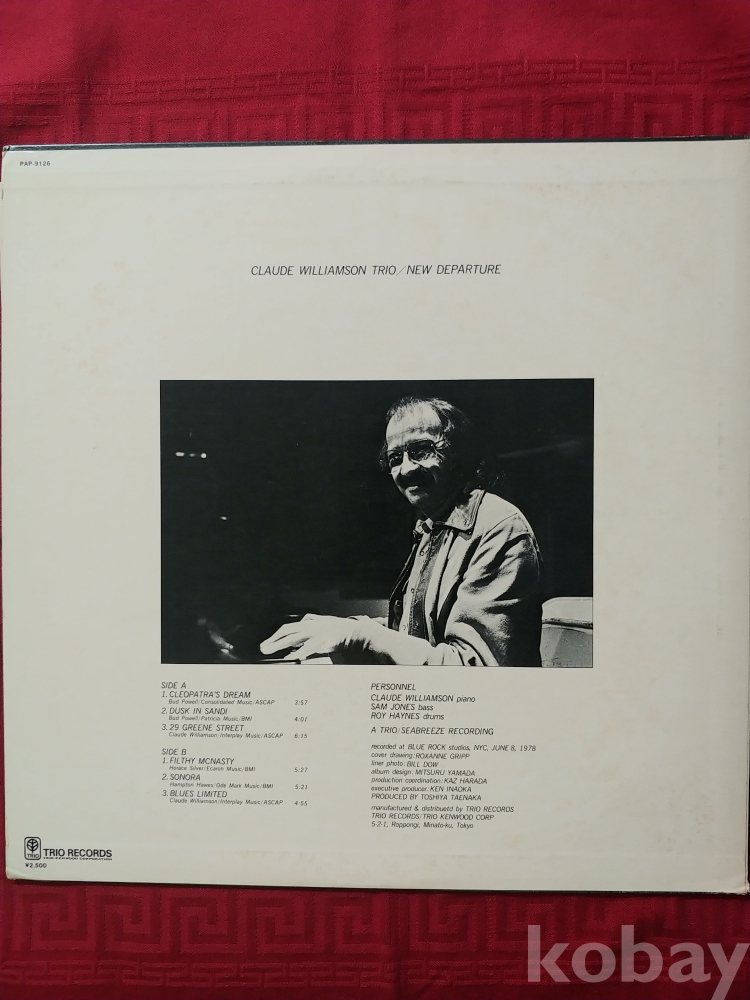 PAP-9126
CLAUDE WILLIAMSON TRIO/NEW DEPARTURE
SIDE A
1. CLEOPATRA'S DREAM
Bud Powell/Consolidated Music/ASCAP 3:57
2. DUSK IN SANDI
Bud Powell/Patricia Music/BMI 4:01
3. 29 GREENE STREET
Claude Williamson/Interplay Music/ASCAP 6:15
SIDE B
1. FILTHY MCNASTY
Horace Silver/Ecaroh Music/BMI 5:27
2. SONORA
Hampton Hawes/Ode Mark Music/BMI 5:21
3. BLUES LIMITED
Claude Williamson/Interplay Music/ASCAP 4:55
PERSONNEL
CLAUDE WILLIAMSON piano
SAM JONES bass
ROY HAYNES drums
A TRIO/SEABREEZE RECORDING
recorded at BLUE ROCK studios, NYC, JUNE 8, 1978
cover drawing: ROXANNE GRIPP
liner photo: BILL DOW
album design: MITSURU YAMADA
production coordination: KAZ HARADA
executive producer: KEN INAOKA
PRODUCED BY TOSHIYA TAENAKA
manufactured & distribuetd by TRIO RECORDS
TRIO RECORDS/TRIO KENWOOD CORP
5-2-1, Roppongi, Minato-ku, Tokyo
TRIO
TRIO RECORDS
TRIO-KENWOOD CORPORATION
¥2,500
kobay